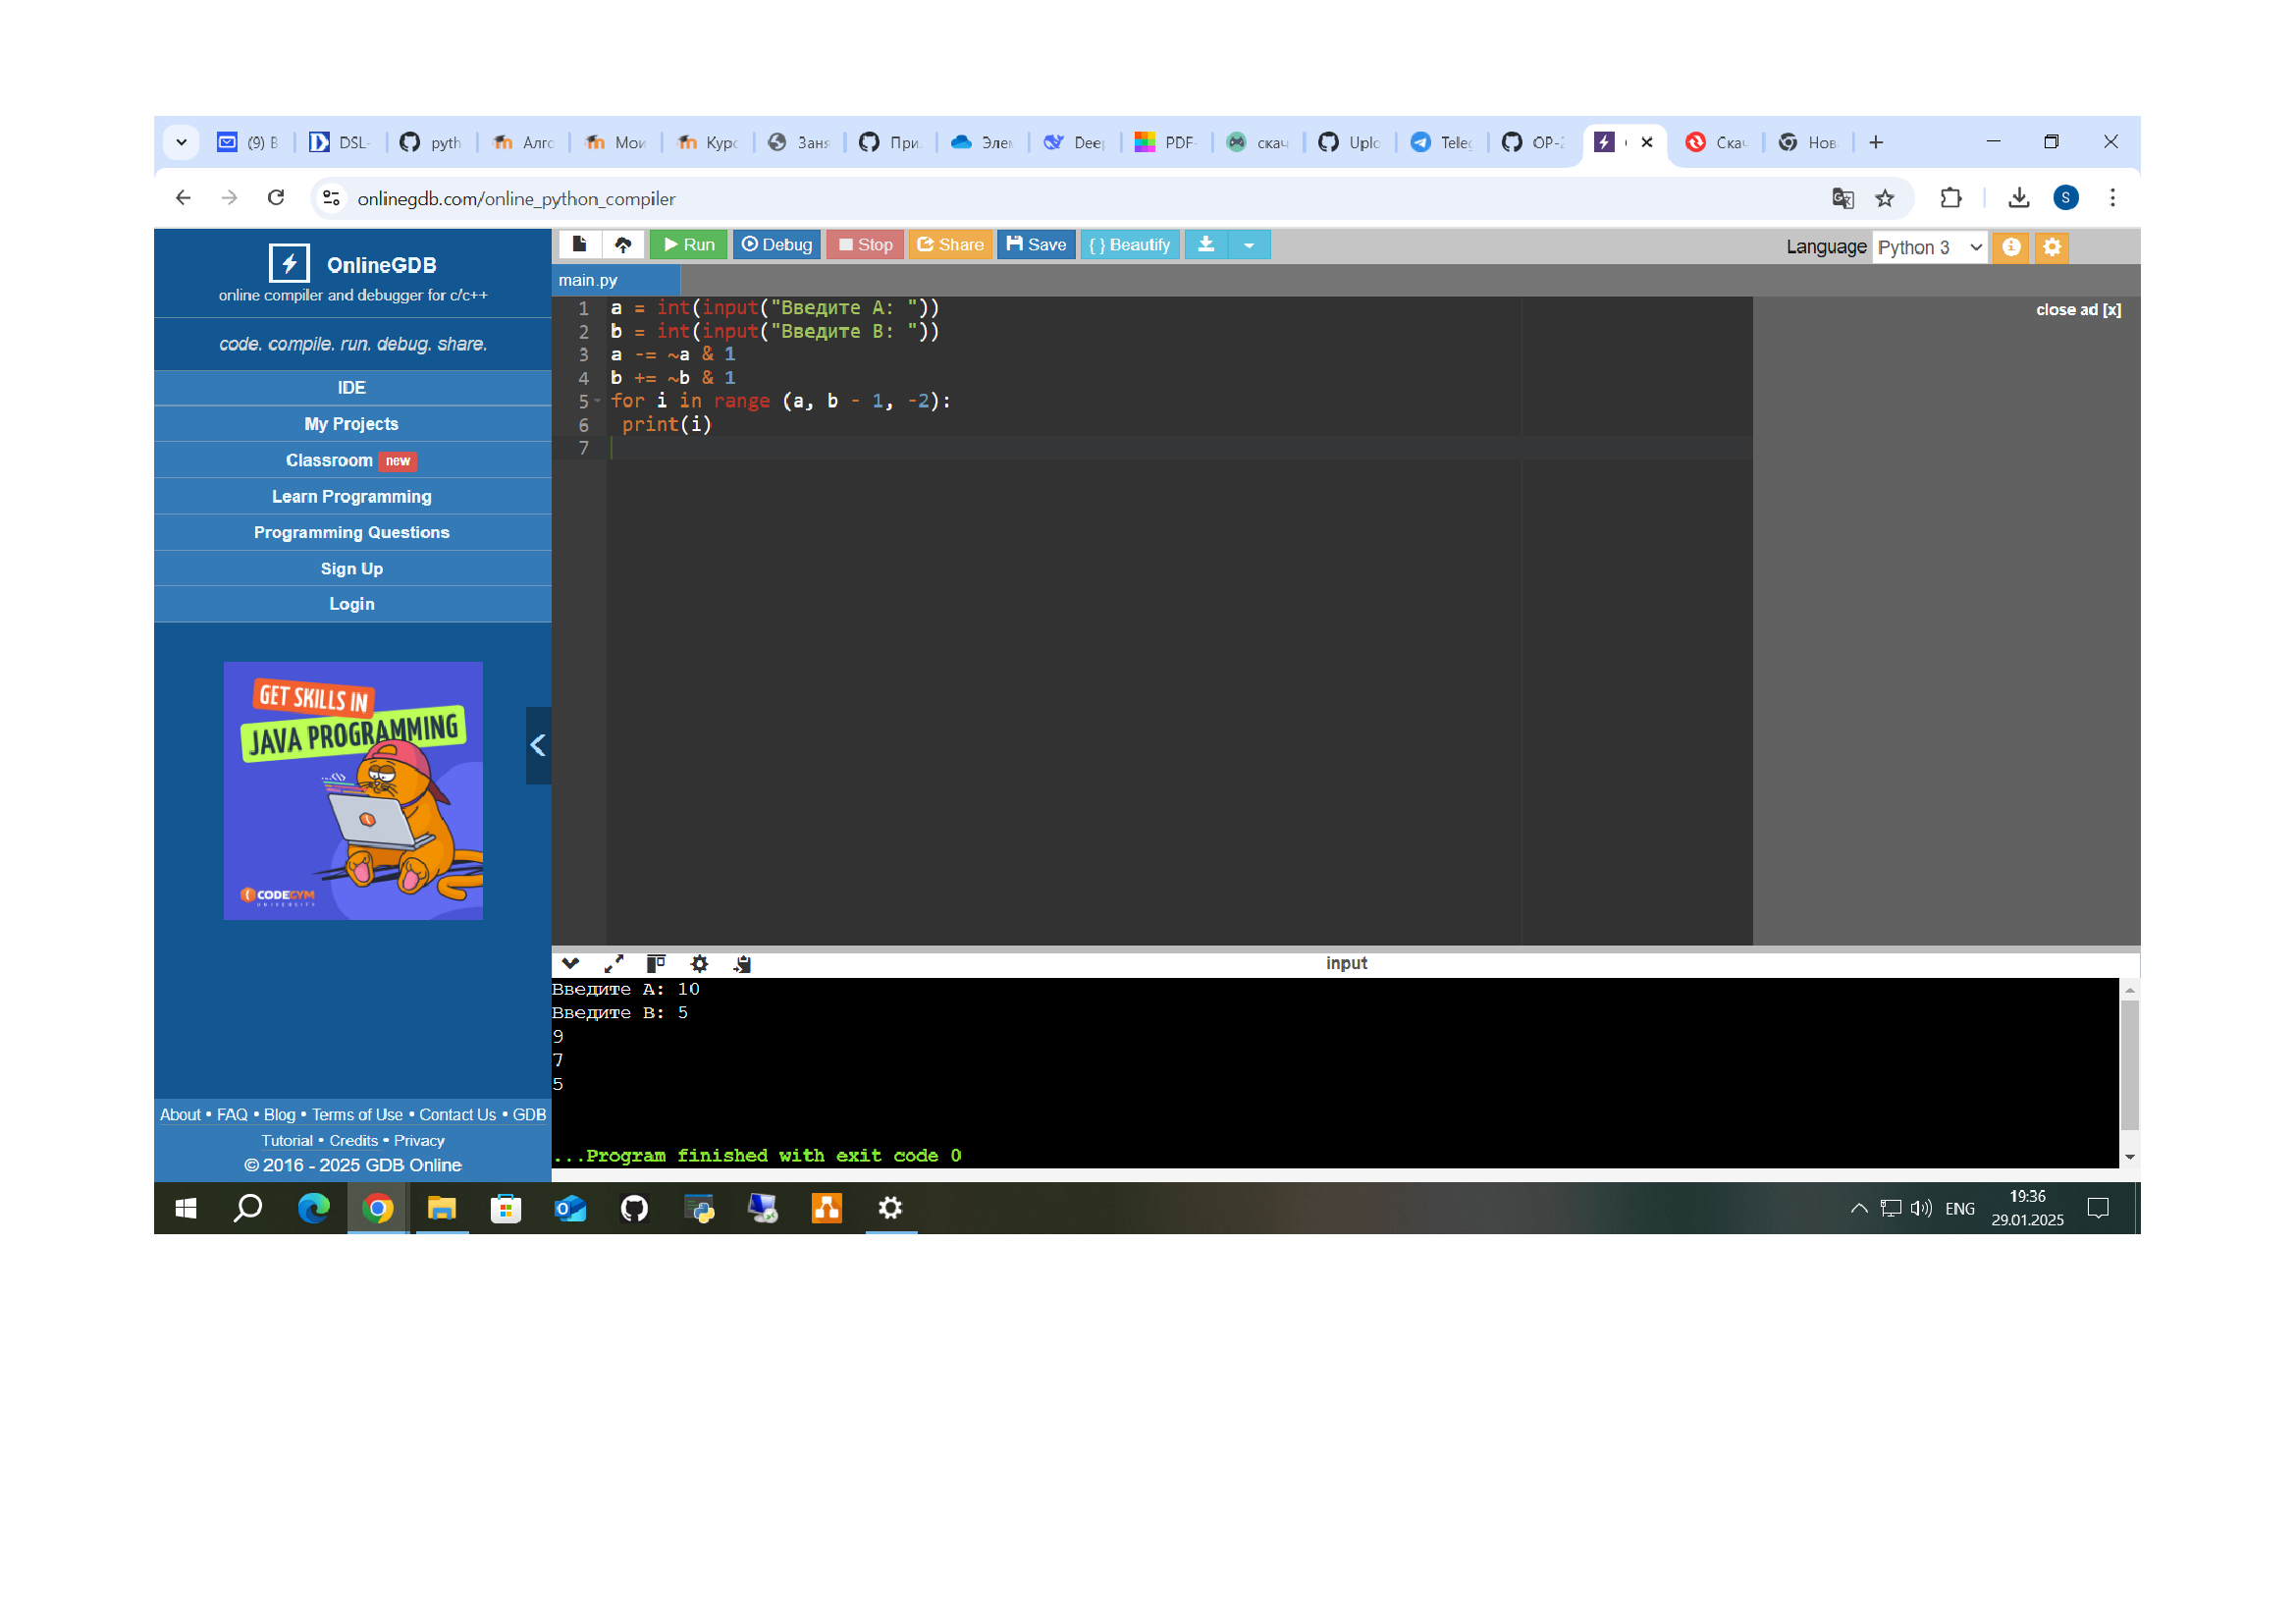 (9) В DSL- pyth Алго Мои Курс Заня При. Элем Deep PDF- скач Uplo Teleg OP-2 Скач Нов
onlinegdb.com/online_python_compiler S
OnlineGDB
online compiler and debugger for c/c++
code. compile. run. debug. share.
IDE
My Projects
Classroom new
Learn Programming
Programming Questions
Sign Up
Login
GET SKILLS IN
JAVA PROGRAMMING
CODEGYM
UNIVERSITY
About • FAQ • Blog • Terms of Use • Contact Us • GDB
Tutorial • Credits • Privacy
© 2016 - 2025 GDB Online
Run Debug Stop Share Save { } Beautify Language Python 3
main.py
close ad [x]
1 a = int(input("Введите A: "))
2 b = int(input("Введите B: "))
3 a -= ~a & 1
4 b += ~b & 1
5 for i in range (a, b - 1, -2):
6 print(i)
7
input
Введите A: 10
Введите B: 5
9
7
5
...Program finished with exit code 0
ENG 19:36
29.01.2025